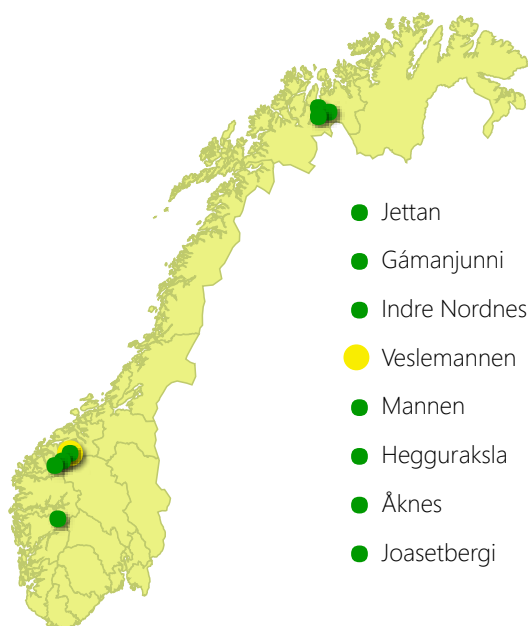 Jettan
Gámanjunni
Indre Nordnes
Veslemannen
Mannen
Hegguraksla
Åknes
Joasetbergi